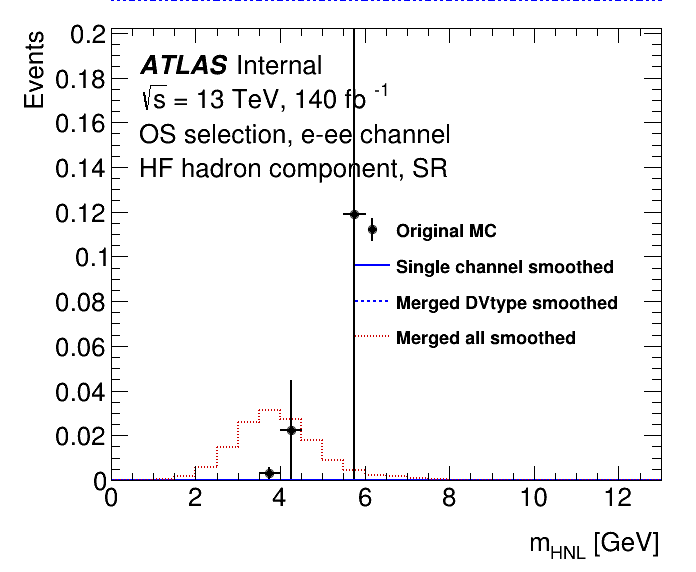 Events
0.2
0.18
0.16
0.14
0.12
0.1
0.08
0.06
0.04
0.02
0
ATLAS Internal
√s = 13 TeV, 140 fb -1
OS selection, e-ee channel
HF hadron component, SR
Original MC
Single channel smoothed
Merged DVtype smoothed
Merged all smoothed
0 2 4 6 8 10 12
mHNL [GeV]